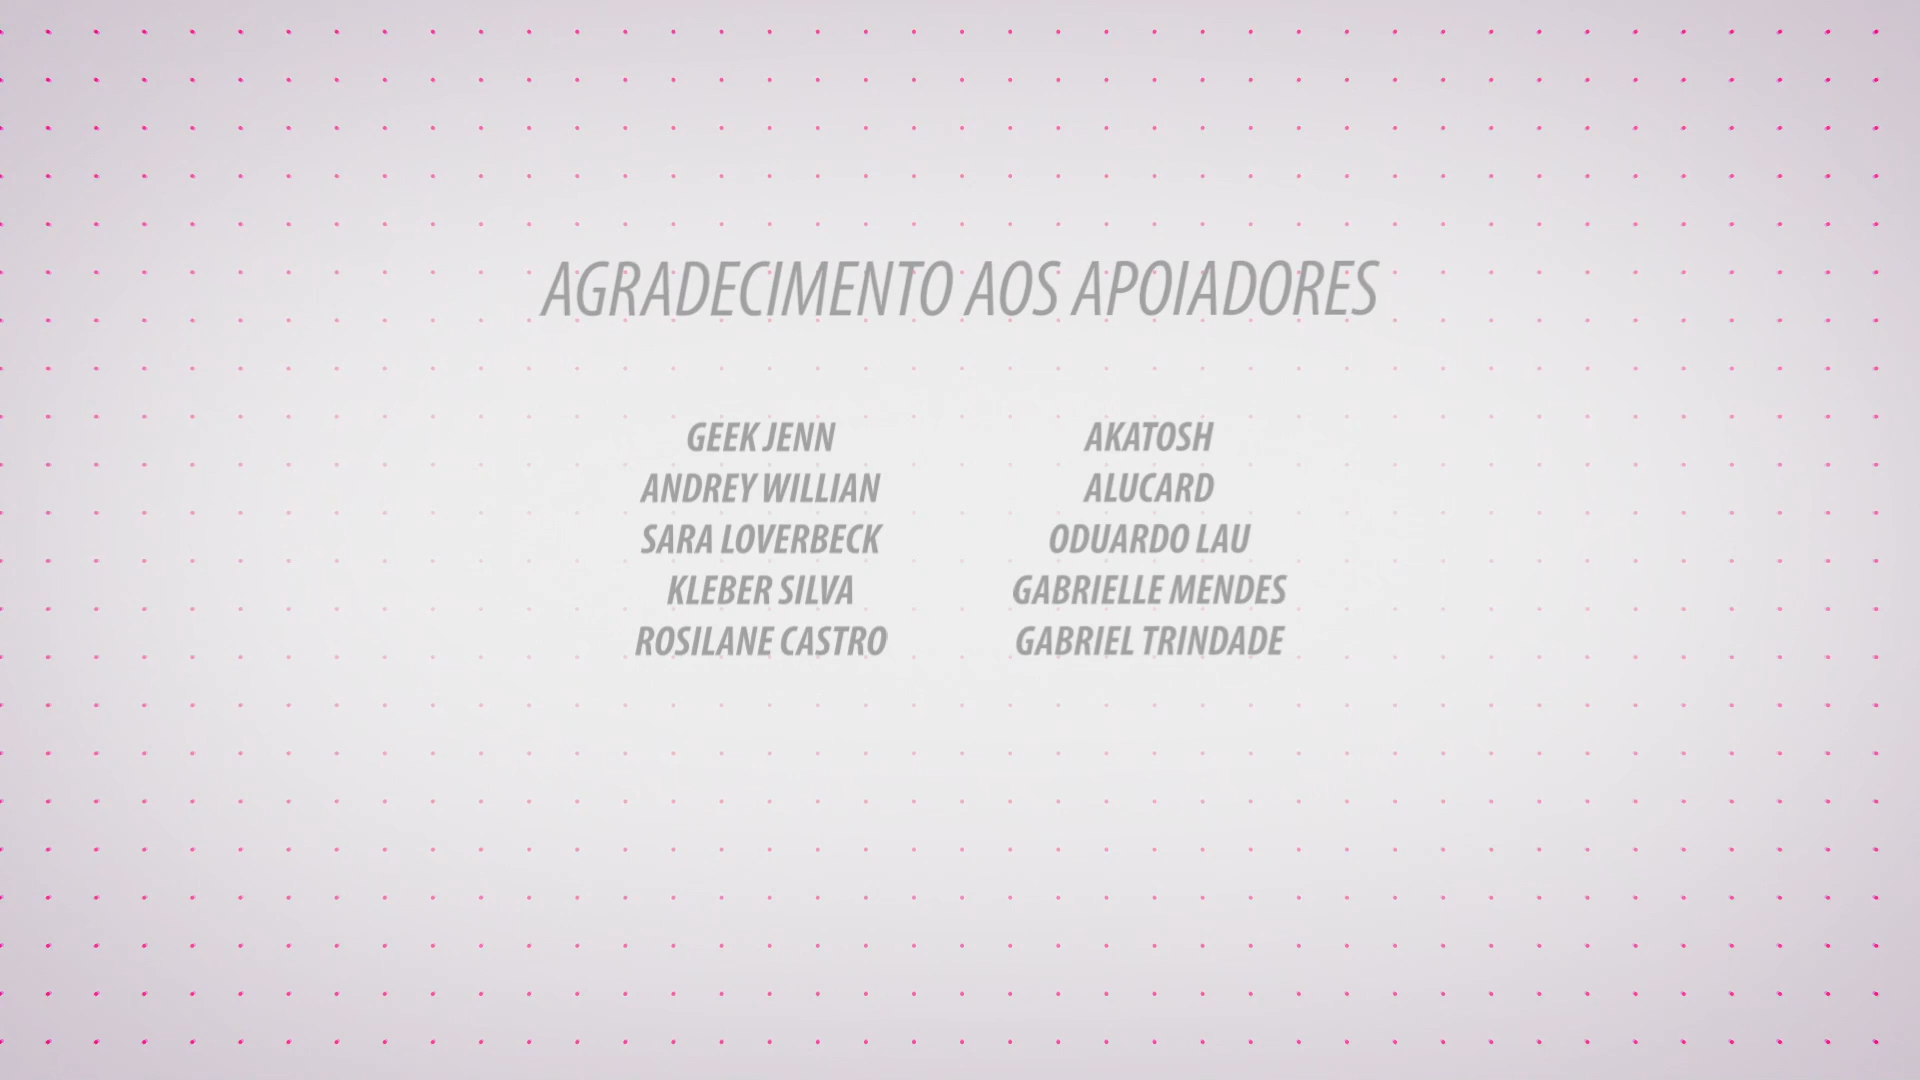 AGRADECIMENTO AOS APOIADORES
GEEK JENN
ANDREY WILLIAN
SARA LOVERBECK
KLEBER SILVA
ROSILANE CASTRO
AKATOSH
ALUCARD
ODUARDO LAU
GABRIELLE MENDES
GABRIEL TRINDADE